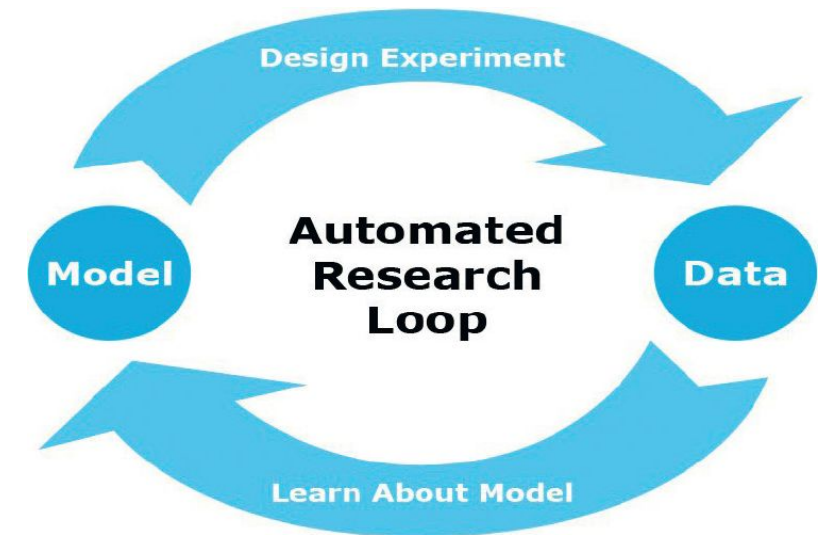 Design Experiment
Automated
Research
Loop
Model
Data
Learn About Model